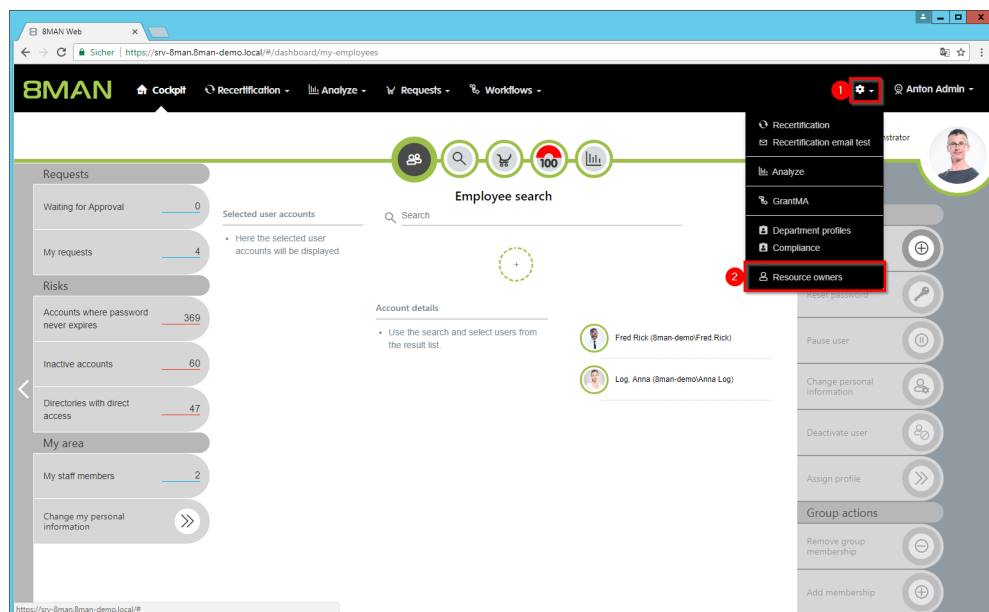 8MAN Web
Sicher | https://srv-8man.8man-demo.local/#/dashboard/my-employees
8MAN
Cockpit
Recertification
Analyze
Requests
Workflows
1
Anton Admin
Recertification
Recertification email test
Analyze
GrantMA
Department profiles
Compliance
2
Resource owners
strator
100
Requests
Waiting for Approval 0
My requests 4
Risks
Accounts where password
never expires
369
Inactive accounts 60
Directories with direct
access
47
My area
My staff members 2
Change my personal
information
Employee search
Selected user accounts
Search
• Here the selected user
accounts will be displayed.
+
Account details
• Use the search and select users from
the result list.
Fred Rick (8man-demo\Fred.Rick)
Log, Anna (8man-demo\Anna Log)
Reset password
Pause user
Change personal
information
Deactivate user
Assign profile
Group actions
Remove group
membership
Add membership
https://srv-8man.8man-demo.local/#